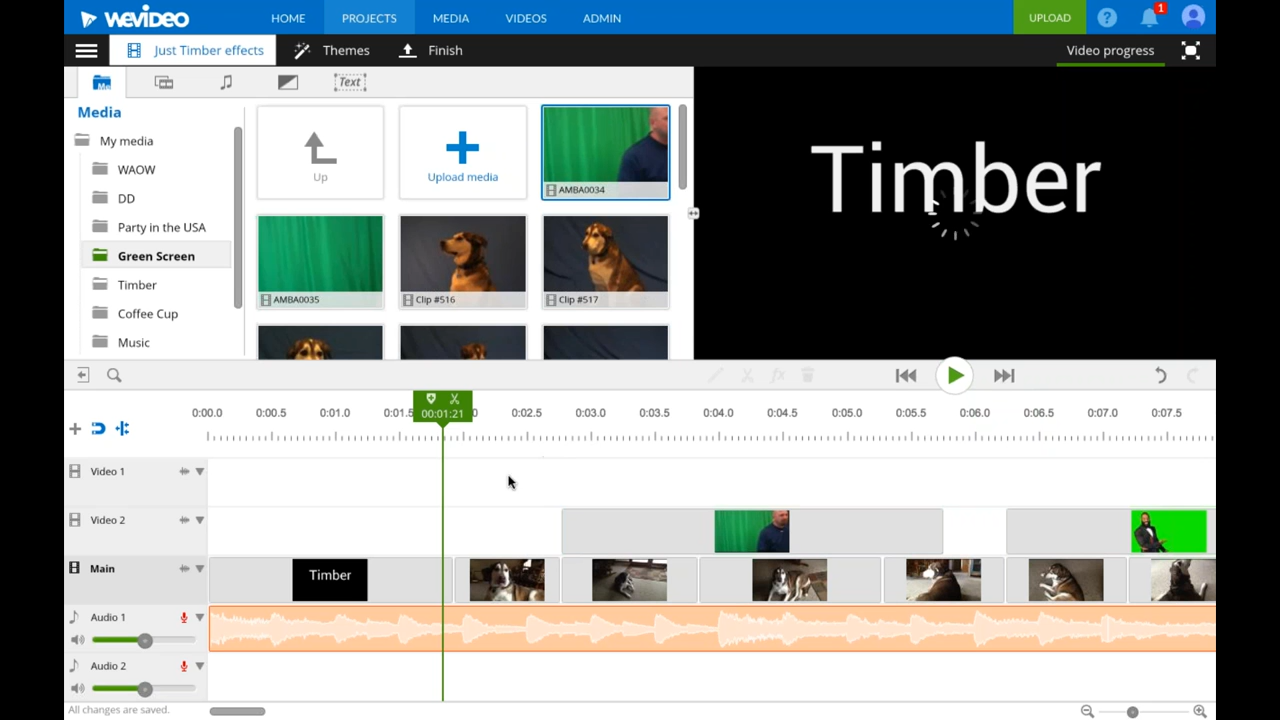 WEVIDEO HOME PROJECTS MEDIA VIDEOS ADMIN UPLOAD ? 1
Just Timber effects Themes Finish Video progress
Text
Media
My media
WAOW
DD
Party in the USA
Green Screen
Timber
Coffee Cup
Music
Up
Upload media
AMBA0034
AMBA0035
Clip #516
Clip #517
Timber
0:00.0 0:00.5 0:01.0 0:01.5 00:01:21 0 0:02.5 0:03.0 0:03.5 0:04.0 0:04.5 0:05.0 0:05.5 0:06.0 0:06.5 0:07.0 0:07.5
Video 1
Video 2
Main
Timber
Audio 1
Audio 2
All changes are saved.